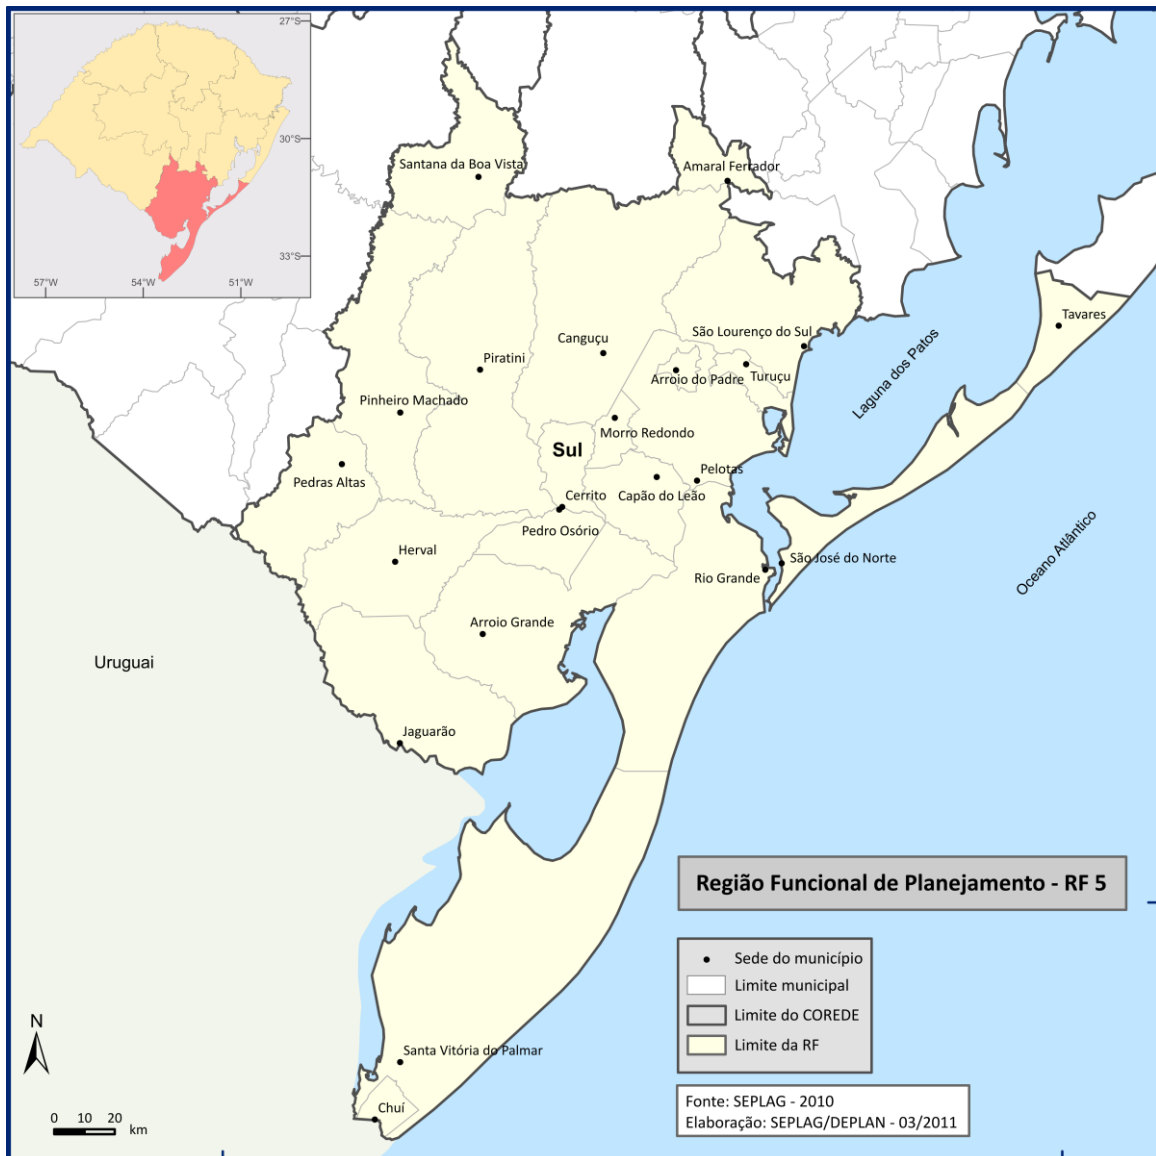 27°S
30°S
33°S
57°W
54°W
51°W
Santana da Boa Vista
Amaral Ferrador
Tavares
São Lourenço do Sul
Canguçu
Piratini
Arroio do Padre
Turuçu
Laguna dos Patos
Pinheiro Machado
Morro Redondo
Sul
Pedras Altas
Pelotas
Capão do Leão
Cerrito
Pedro Osório
Herval
São José do Norte
Rio Grande
Oceano Atlântico
Arroio Grande
Uruguai
Jaguarão
Santa Vitória do Palmar
Chuí
N
0 10 20
km
Região Funcional de Planejamento - RF 5
Sede do município
Limite municipal
Limite do COREDE
Limite da RF
Fonte: SEPLAG - 2010
Elaboração: SEPLAG/DEPLAN - 03/2011